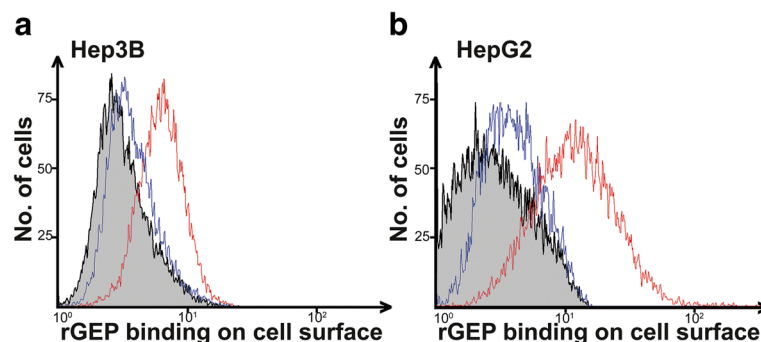 a
Hep3B
No. of cells
75
50
25
10⁰
10¹
10²
rGEP binding on cell surface
b
HepG2
No. of cells
75
50
25
10⁰
10¹
10²
rGEP binding on cell surface